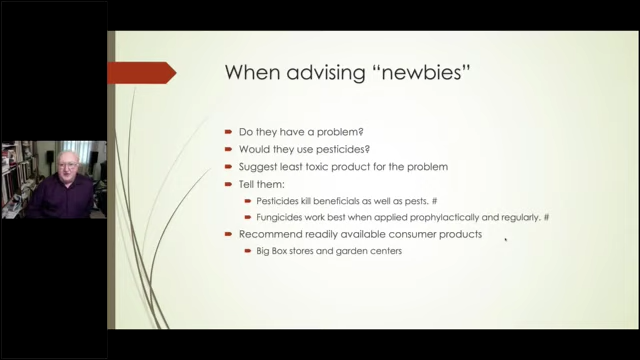 When advising “newbies”
Do they have a problem?
Would they use pesticides?
Suggest least toxic product for the problem
Tell them:
Pesticides kill beneficials as well as pests. #
Fungicides work best when applied prophylactically and regularly. #
Recommend readily available consumer products
Big Box stores and garden centers